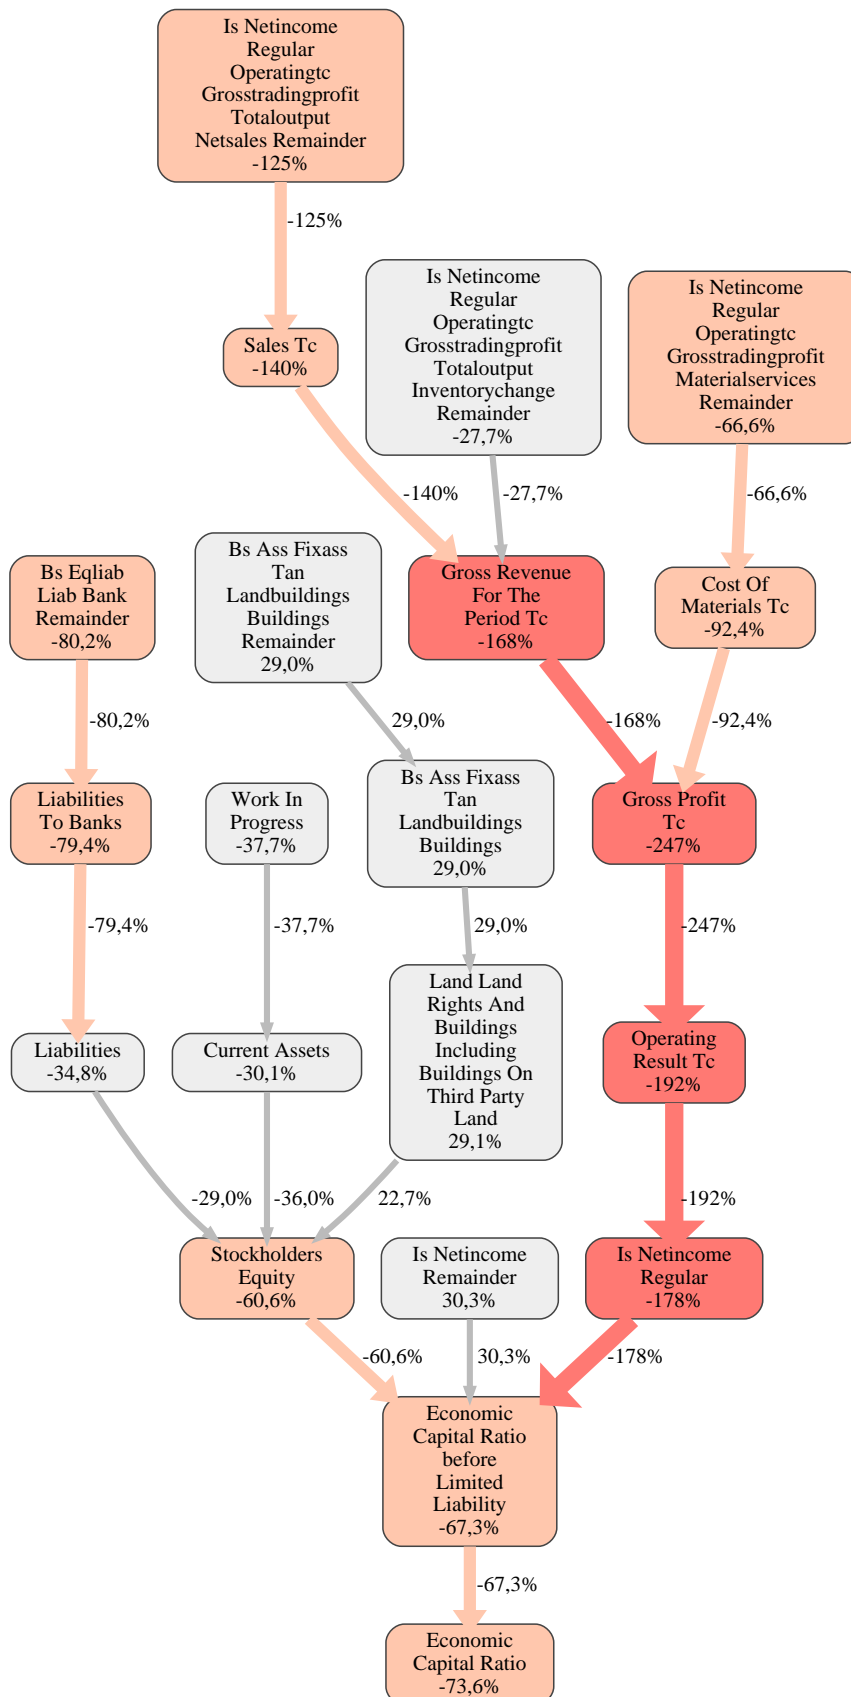 Is Netincome
Regular
Operatingtc
Grosstradingprofit
Totaloutput
Netsales Remainder
-125%
-125%
Is Netincome
Regular
Operatingtc
Grosstradingprofit
Totaloutput
Inventorychange
Remainder
-27,7%
Is Netincome
Regular
Operatingtc
Grosstradingprofit
Materialservices
Remainder
-66,6%
Sales Tc
-140%
-140%
-27,7%
-66,6%
Bs Eqliab
Liab Bank
Remainder
-80,2%
Bs Ass Fixass
Tan
Landbuildings
Buildings
Remainder
29,0%
Gross Revenue
For The
Period Tc
-168%
Cost Of
Materials Tc
-92,4%
-80,2%
29,0%
-168%
-92,4%
Liabilities
To Banks
-79,4%
Work In
Progress
-37,7%
Bs Ass Fixass
Tan
Landbuildings
Buildings
29,0%
Gross Profit
Tc
-247%
-79,4%
-37,7%
29,0%
-247%
Liabilities
-34,8%
Current Assets
-30,1%
Land Land
Rights And
Buildings
Including
Buildings On
Third Party
Land
29,1%
Operating
Result Tc
-192%
-29,0%
-36,0%
22,7%
-192%
Stockholders
Equity
-60,6%
Is Netincome
Remainder
30,3%
Is Netincome
Regular
-178%
-60,6%
30,3%
-178%
Economic
Capital Ratio
before
Limited
Liability
-67,3%
-67,3%
Economic
Capital Ratio
-73,6%